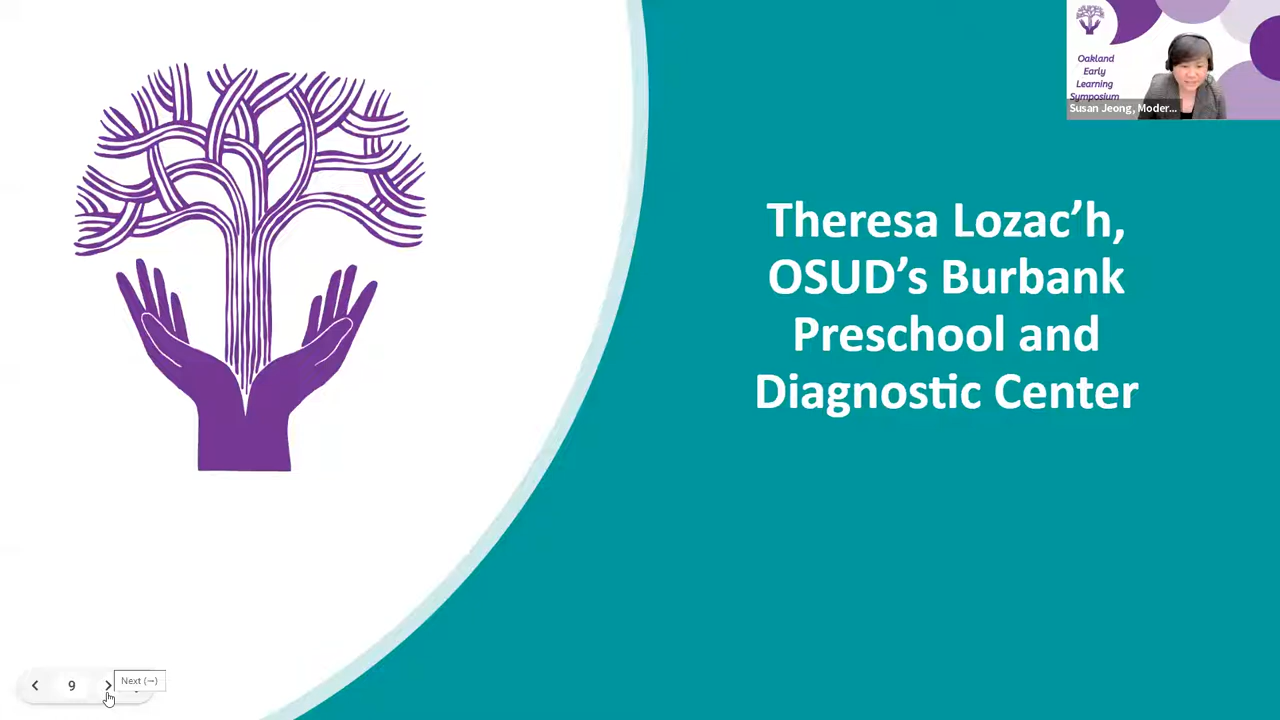 Oakland
Early
Learning
Symposium
Susan Jeong, Moder...
Theresa Lozac’h,
OSUD’s Burbank
Preschool and
Diagnostic Center
9
Next (→)